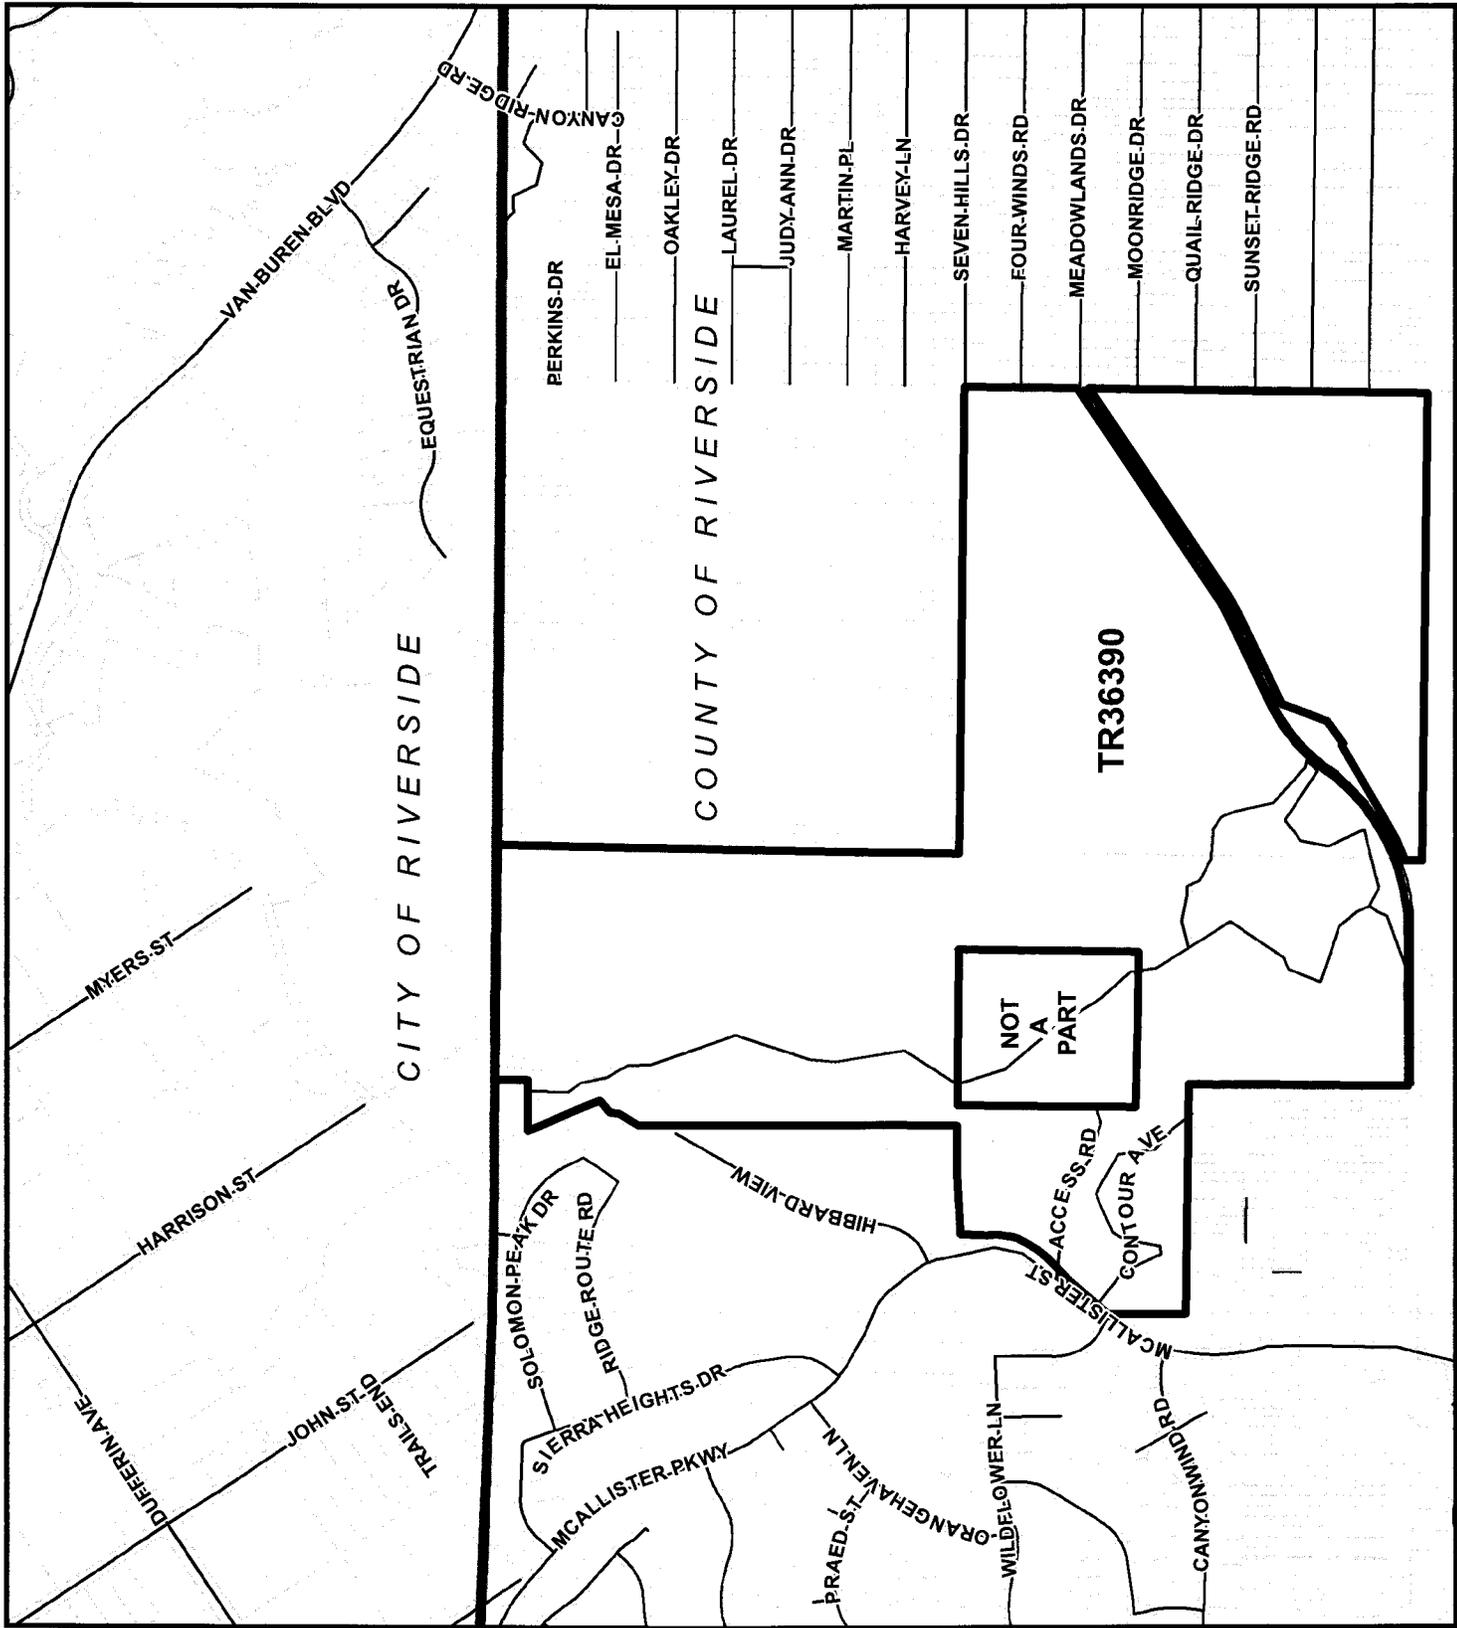 CANYON RIDGE RD
VAN BUREN BLVD
EQUESTRIAN DR
PERKINS DR
EL MESA DR
OAKLEY DR
LAUREL DR
JUDY ANN DR
MARTIN PL
HARVEY LN
SEVEN HILLS DR
FOUR WINDS RD
MEADOWLANDS DR
MOONRIDGE DR
QUAIL RIDGE DR
SUNSET RIDGE RD
CITY OF RIVERSIDE
COUNTY OF RIVERSIDE
TR36390
MYERS ST
NOT
A
PART
HARRISON ST
SOLOMON PEAK DR
RIDGE ROUTE RD
HIBBARD VIEW
ACCESS RD
CONTOUR AVE
MCALLISTER ST
DUFFERIN AVE
JOHN ST
TRAILS END
SIERRA HEIGHTS DR
MCALLISTER PKWY
ORANGEHAVEN LN
PRAED ST
WILDFLOWER LN
CANYONWIND RD